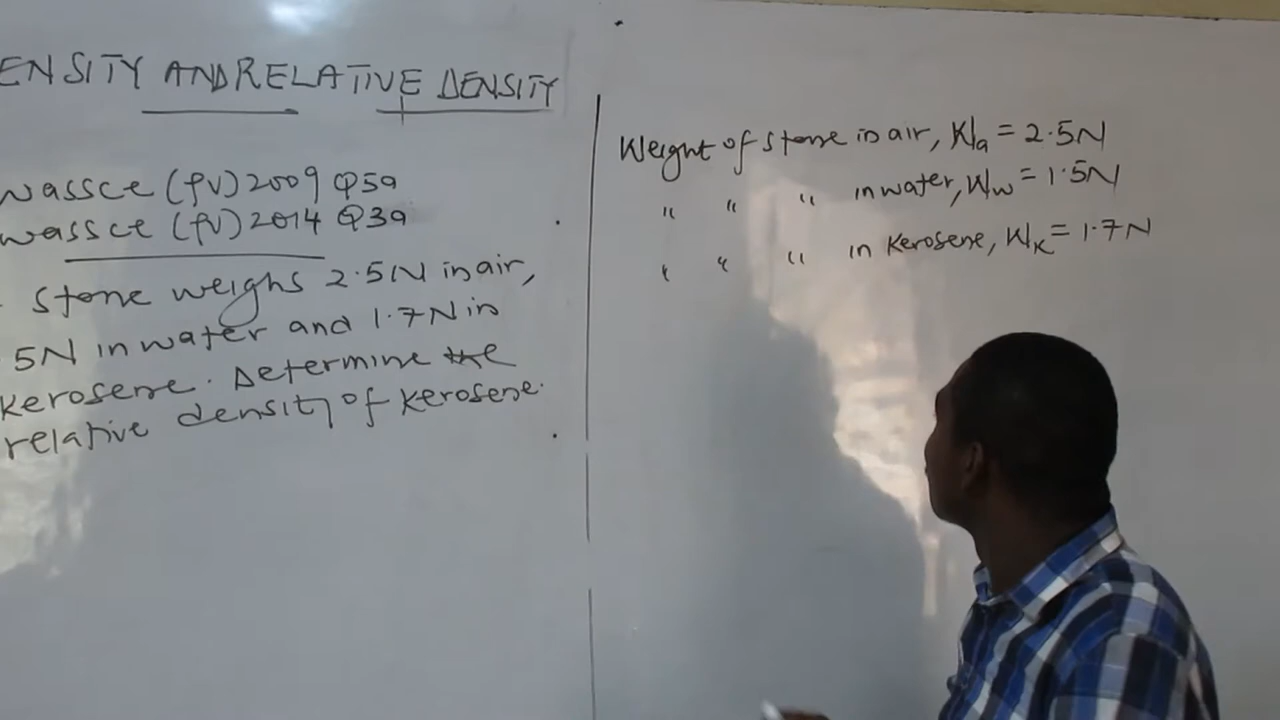 ENSITY AND RELATIVE DENSITY
WASSCE (PV) 2009 Q59
WASSCE (PV) 2014 Q39
Stone weighs 2.5N in air,
5N in water and 1.7N in
kerosene. Determine the
relative density of kerosene.
Weight of stone in air, Wa = 2.5N
" " " in water, Ww = 1.5N
" " " in kerosene, WK = 1.7N